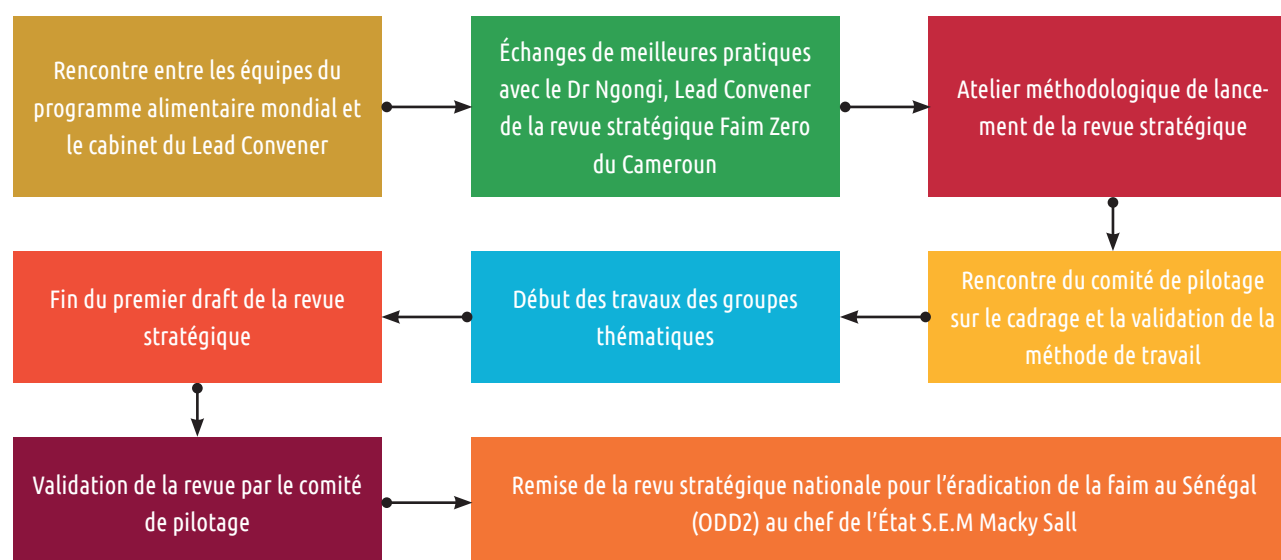 Rencontre entre les équipes du
programme alimentaire mondial et
le cabinet du Lead Convener
Échanges de meilleures pratiques
avec le Dr Ngongi, Lead Convener
de la revue stratégique Faim Zero
du Cameroun
Atelier méthodologique de lance-
ment de la revue stratégique
Rencontre du comité de pilotage
sur le cadrage et la validation de la
méthode de travail
Début des travaux des groupes
thématiques
Fin du premier draft de la revue
stratégique
Validation de la revue par le comité
de pilotage
Remise de la revu stratégique nationale pour l’éradication de la faim au Sénégal
(ODD2) au chef de l’État S.E.M Macky Sall